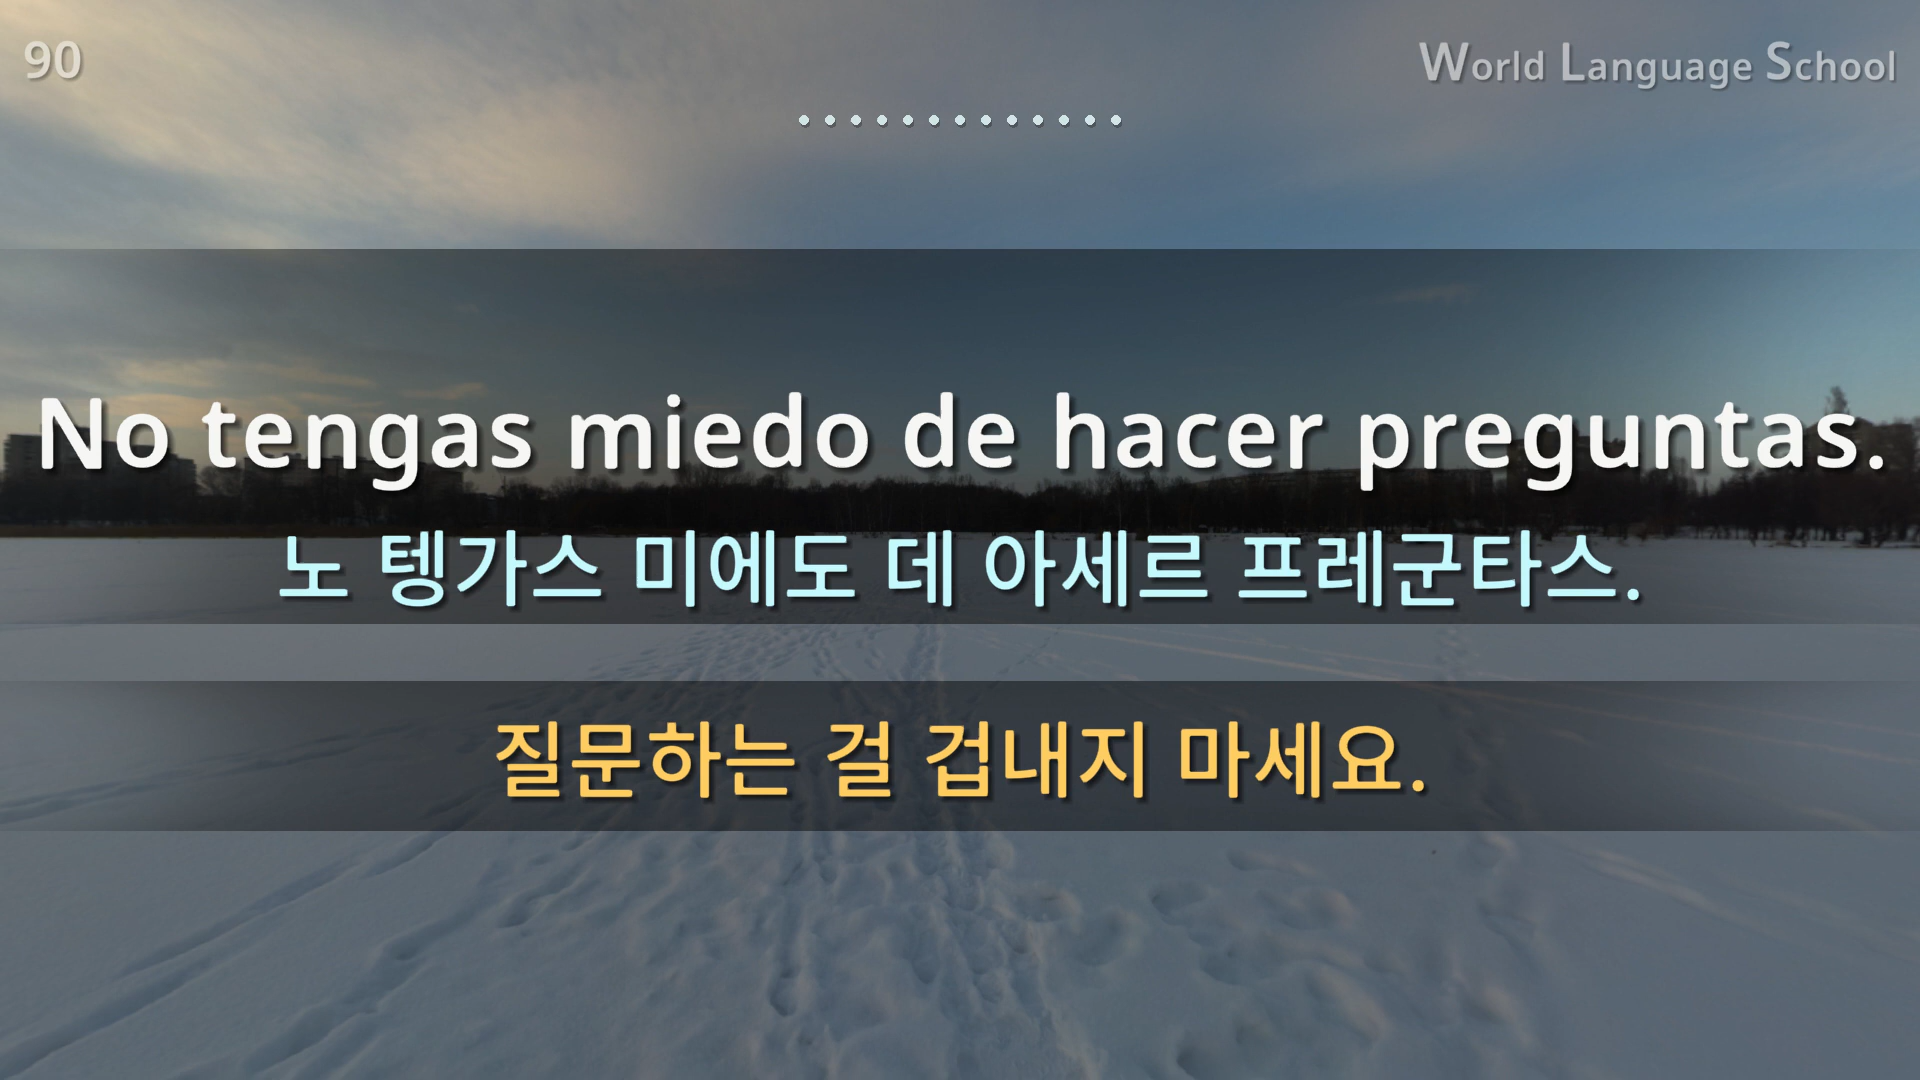 90
World Language School
No tengas miedo de hacer preguntas.
노 텡가스 미에도 데 아세르 프레군타스.
질문하는 걸 겁내지 마세요.